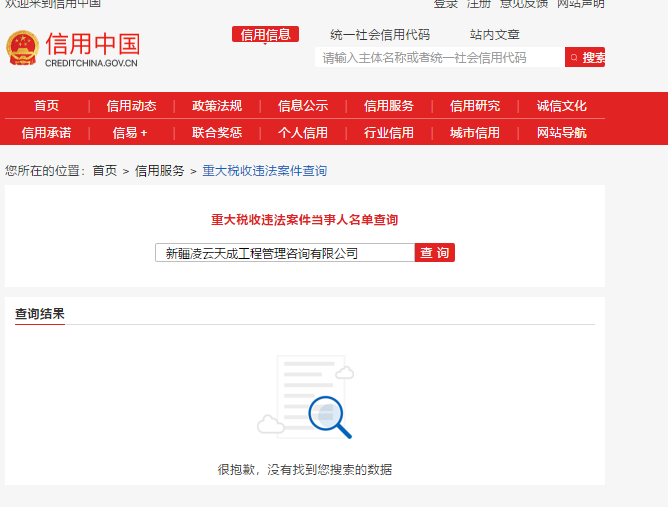 欢迎来到信用中国 登录 注册 意见反馈 网站声明
信用信息 统一社会信用代码 站内文章
信用中国
CREDITCHINA.GOV.CN
请输入主体名称或者统一社会信用代码 搜索
首页 | 信用动态 | 政策法规 | 信息公示 | 信用服务 | 信用研究 | 诚信文化
信用承诺 | 信易+ | 联合奖惩 | 个人信用 | 行业信用 | 城市信用 | 网站导航
您所在的位置：首页 > 信用服务 > 重大税收违法案件查询
重大税收违法案件当事人名单查询
新疆凌云天成工程管理咨询有限公司 查 询
查询结果
很抱歉，没有找到您搜索的数据